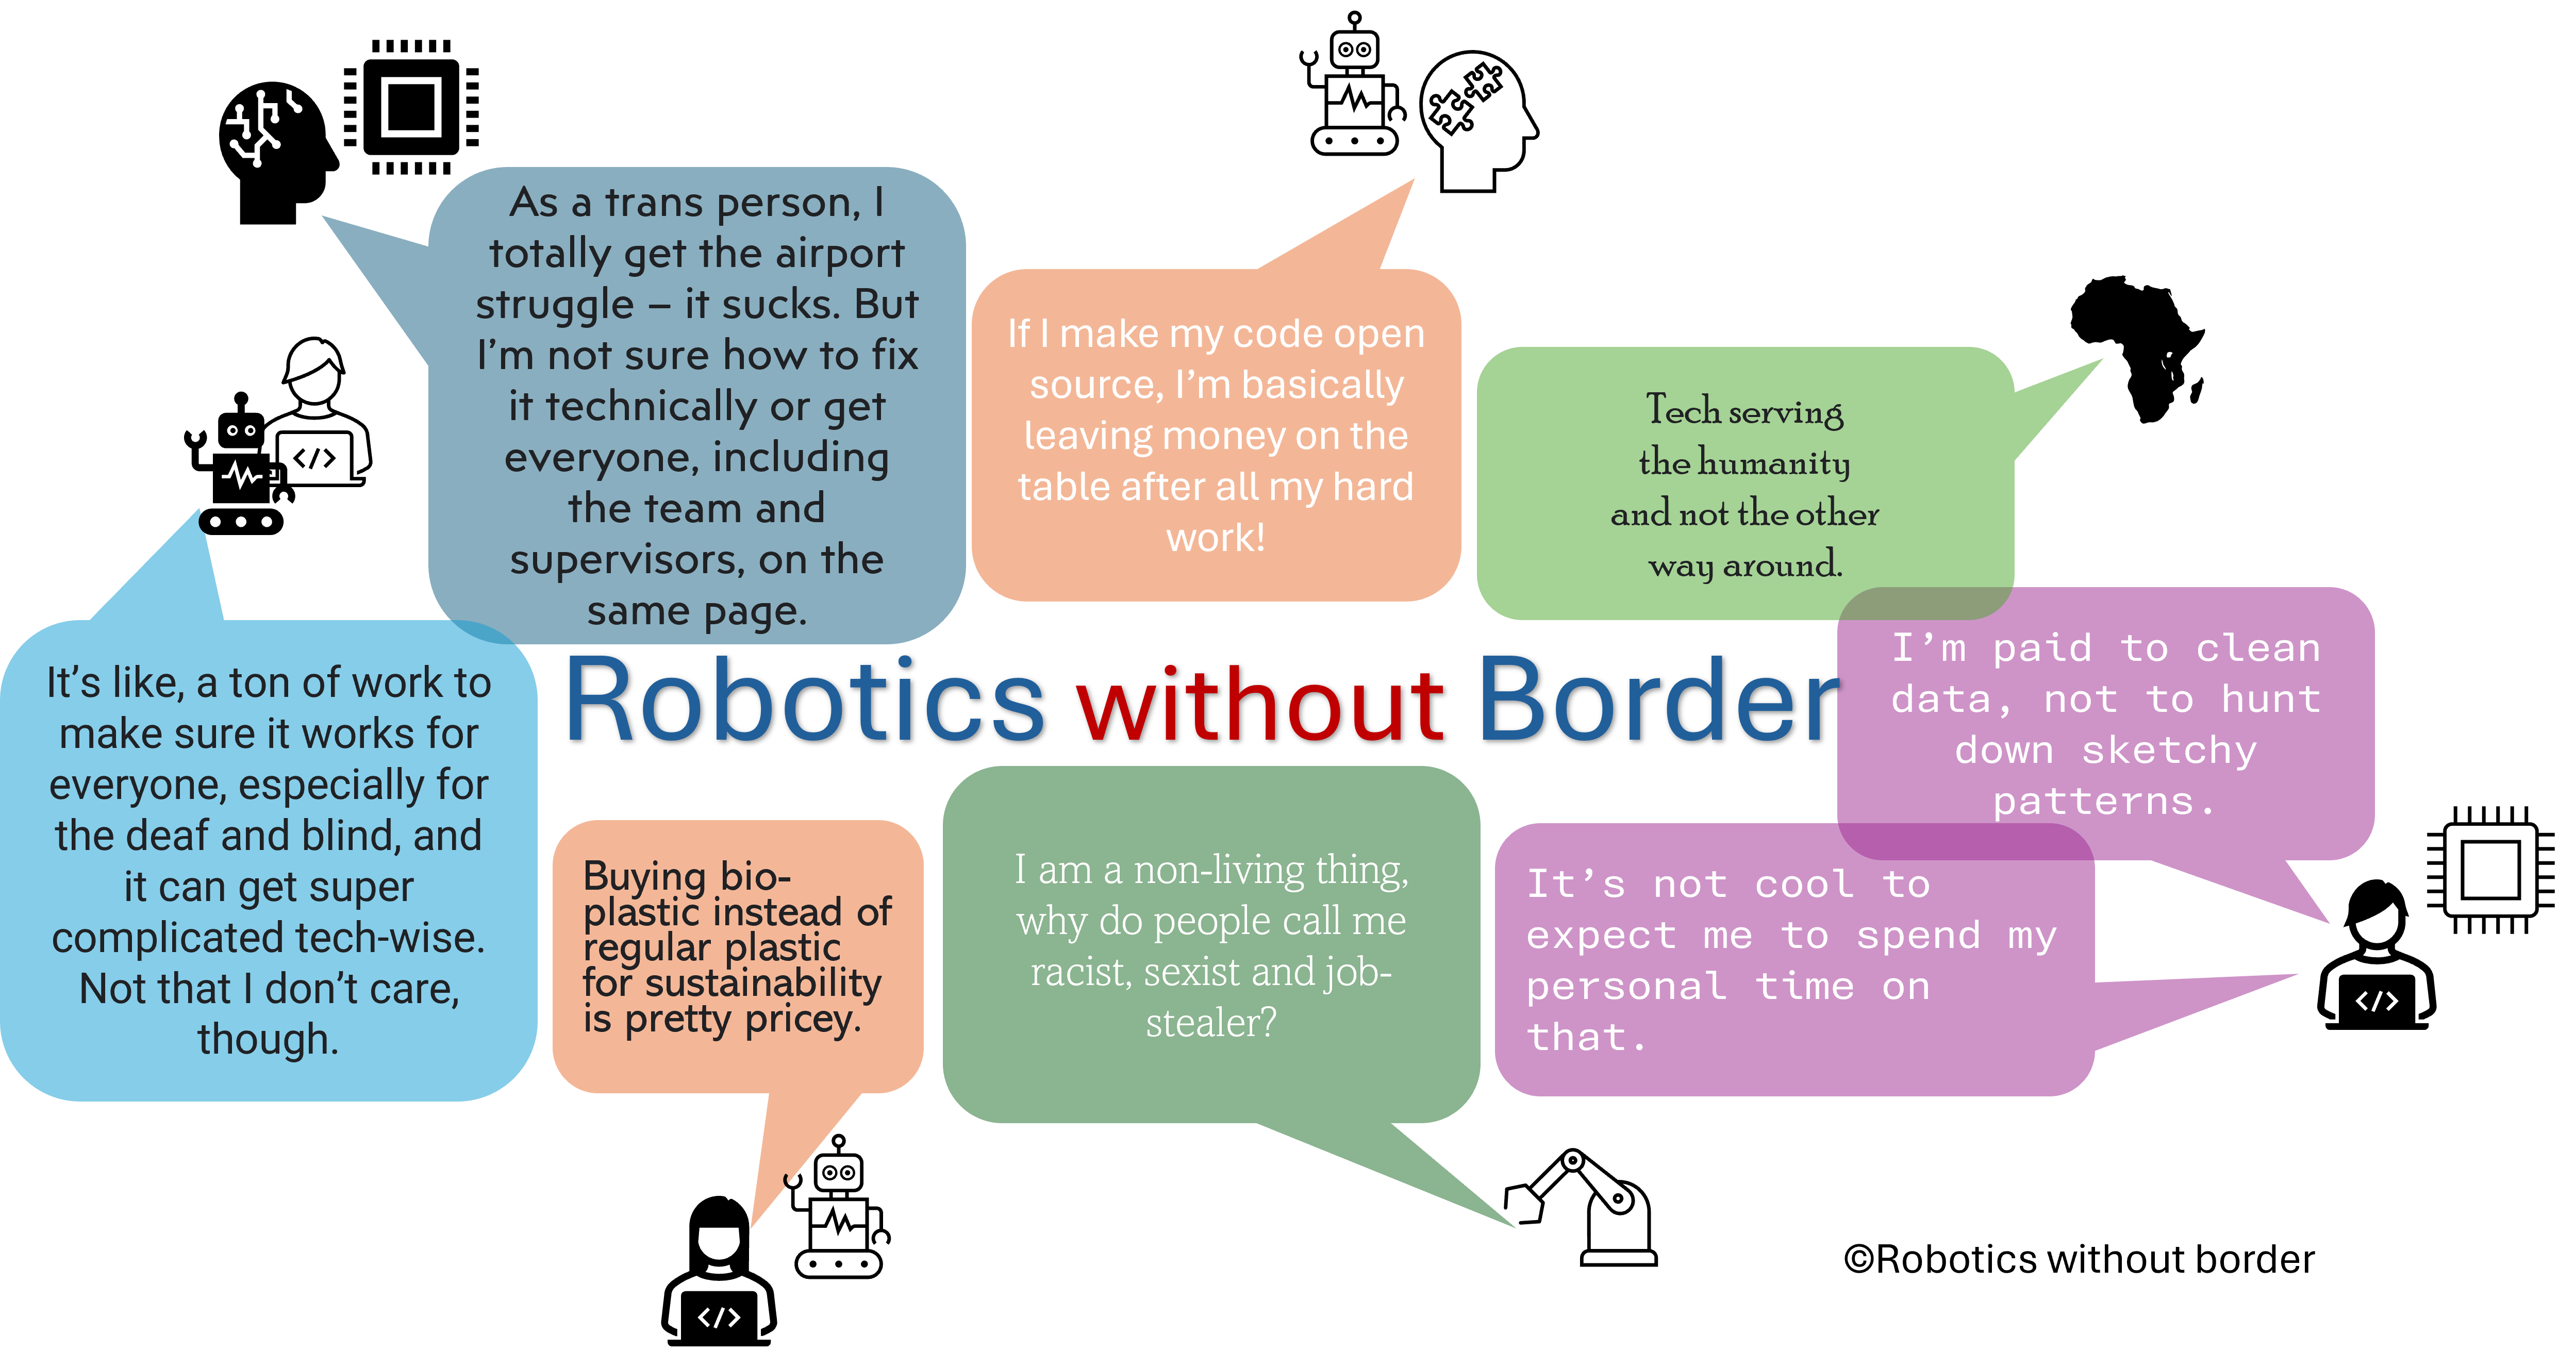 As a trans person, I
totally get the airport
struggle – it sucks. But
I'm not sure how to fix
it technically or get
everyone, including
the team and
supervisors, on the
same page.
If I make my code open
source, I'm basically
leaving money on the
table after all my hard
work!
Tech serving
the humanity
and not the other
way around.
Robotics without Border
I'm paid to clean
data, not to hunt
down sketchy
patterns.
It's like, a ton of work to
make sure it works for
everyone, especially for
the deaf and blind, and
it can get super
complicated tech-wise.
Not that I don't care,
though.
Buying bio-
plastic instead of
regular plastic
for sustainability
is pretty pricey.
I am a non-living thing,
why do people call me
racist, sexist and job-
stealer?
It's not cool to
expect me to spend my
personal time on
that.
</>
</>
</>
©Robotics without border